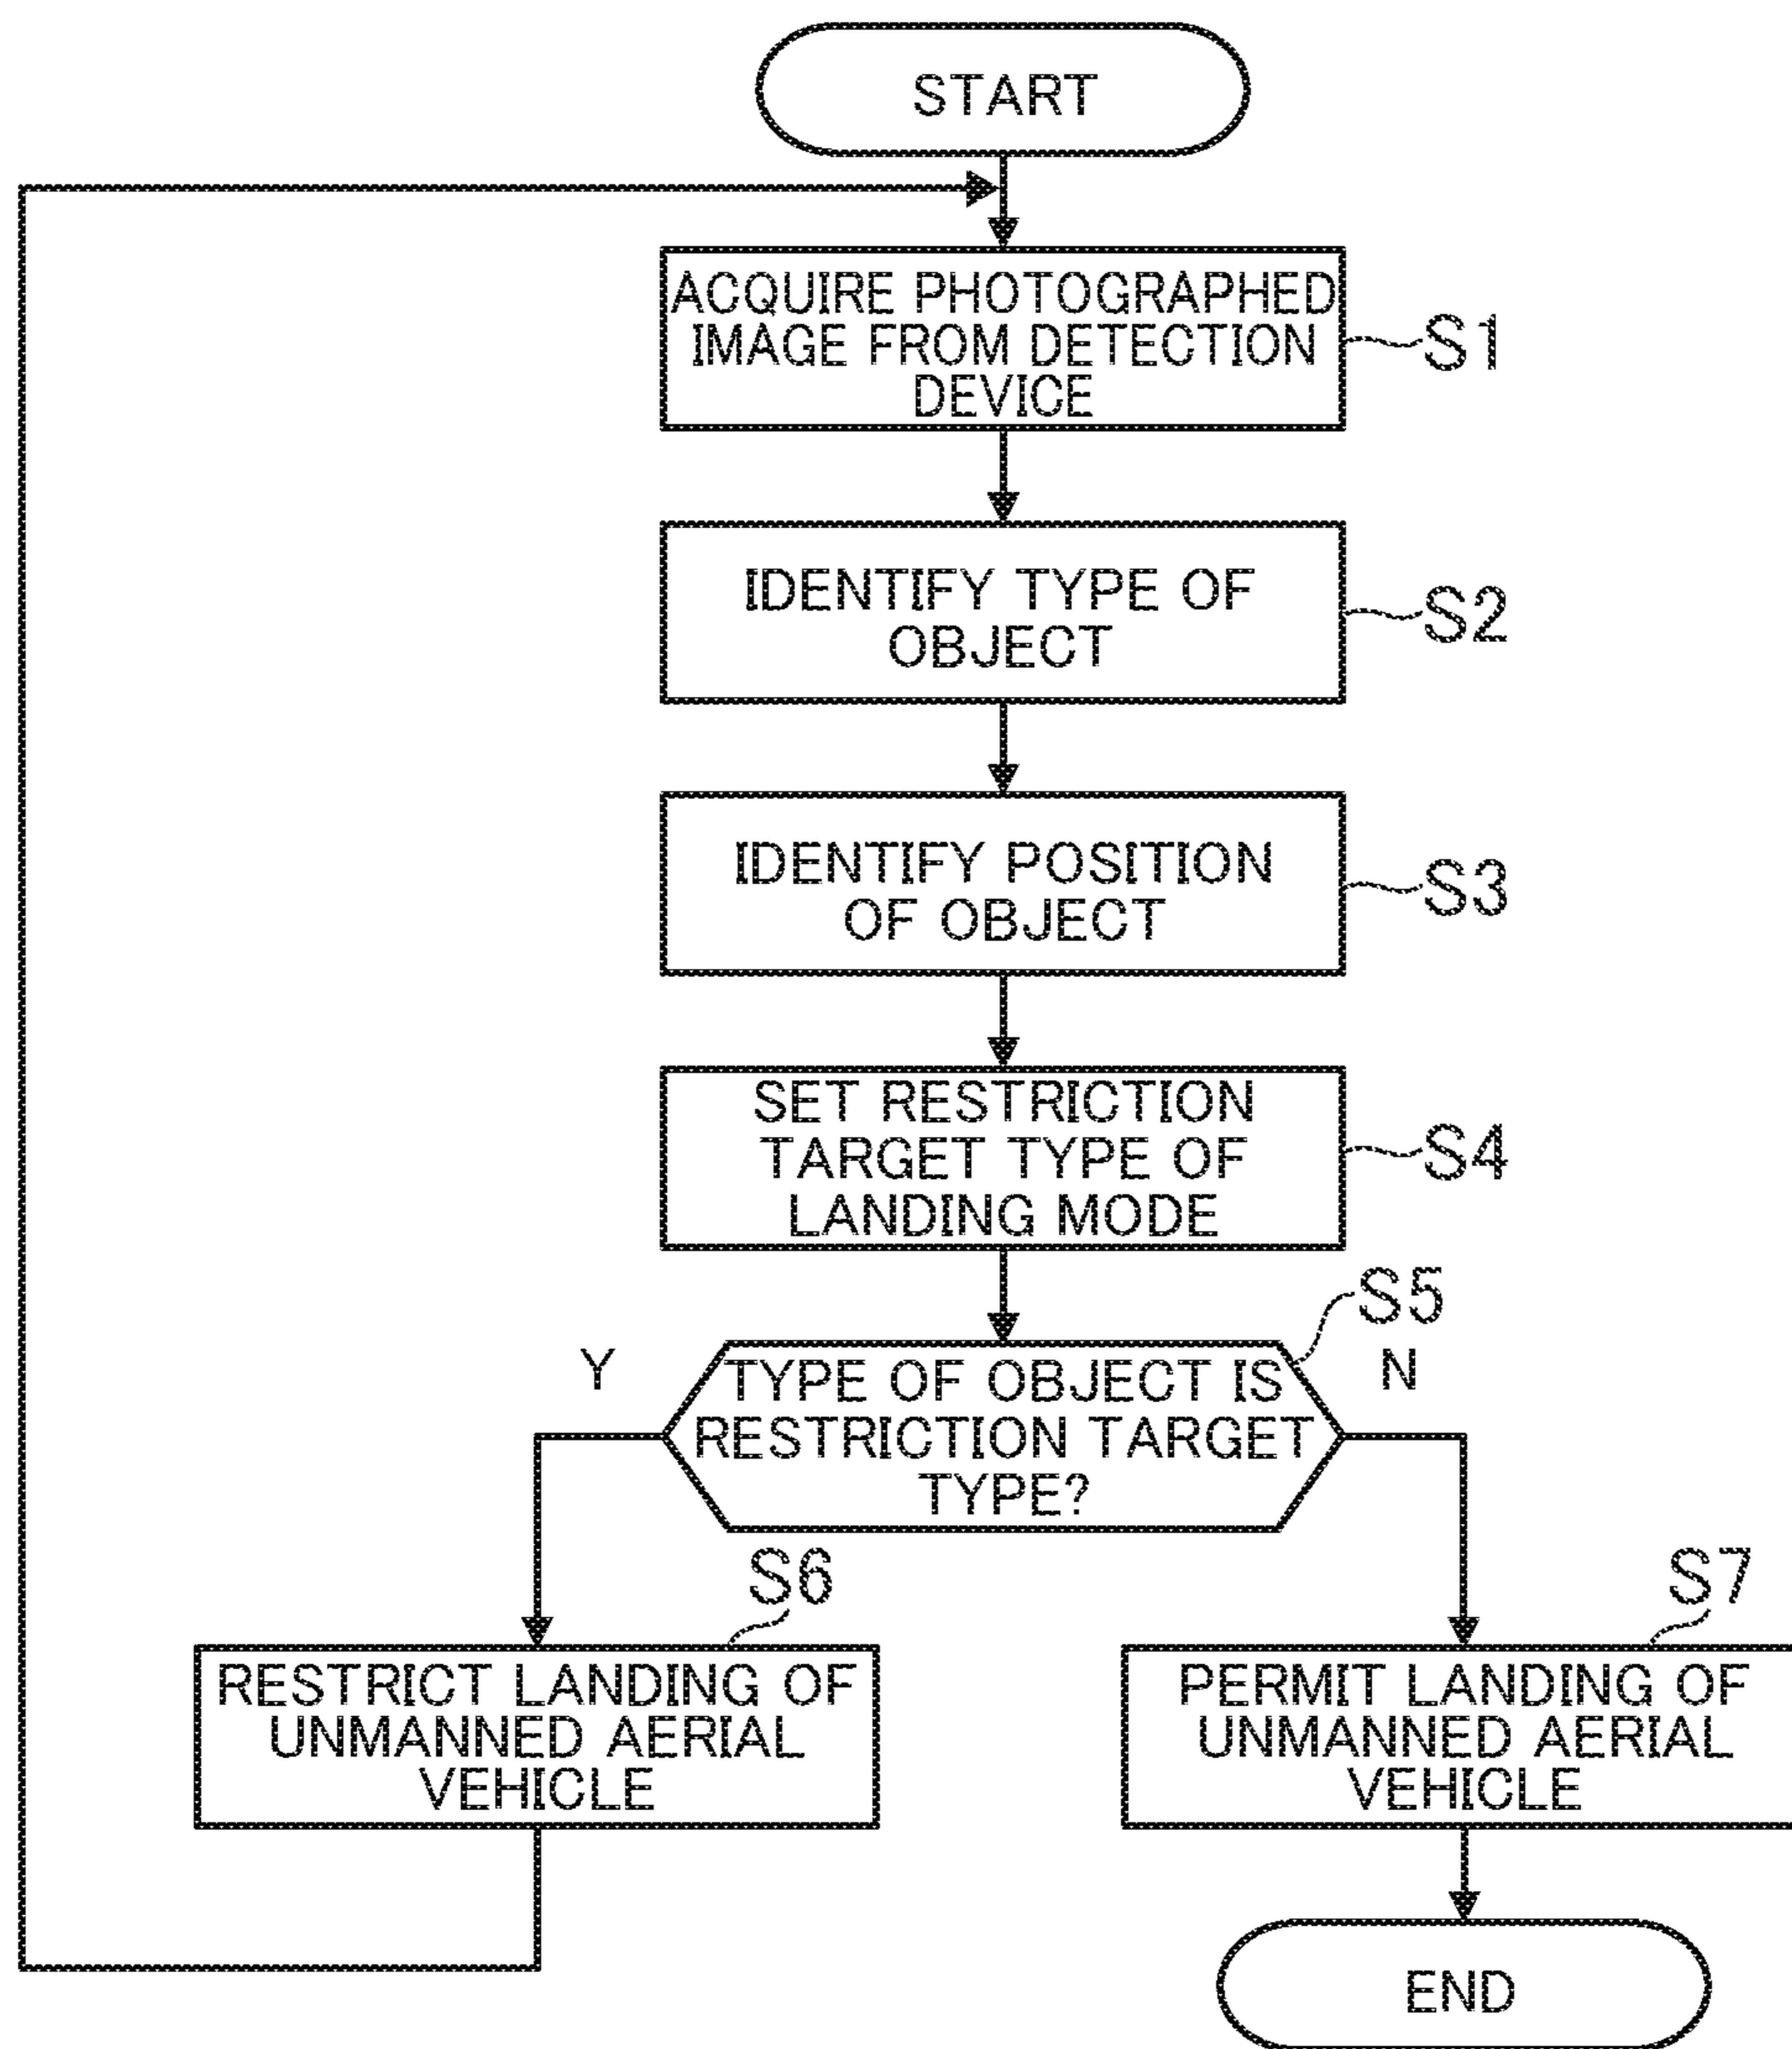 START
ACQUIRE PHOTOGRAPHED
IMAGE FROM DETECTION
DEVICE
S1
IDENTIFY TYPE OF
OBJECT
S2
IDENTIFY POSITION
OF OBJECT
S3
SET RESTRICTION
TARGET TYPE OF
LANDING MODE
S4
S5
Y
N
TYPE OF OBJECT IS
RESTRICTION TARGET
TYPE?
S6
RESTRICT LANDING OF
UNMANNED AERIAL
VEHICLE
S7
PERMIT LANDING OF
UNMANNED AERIAL
VEHICLE
END